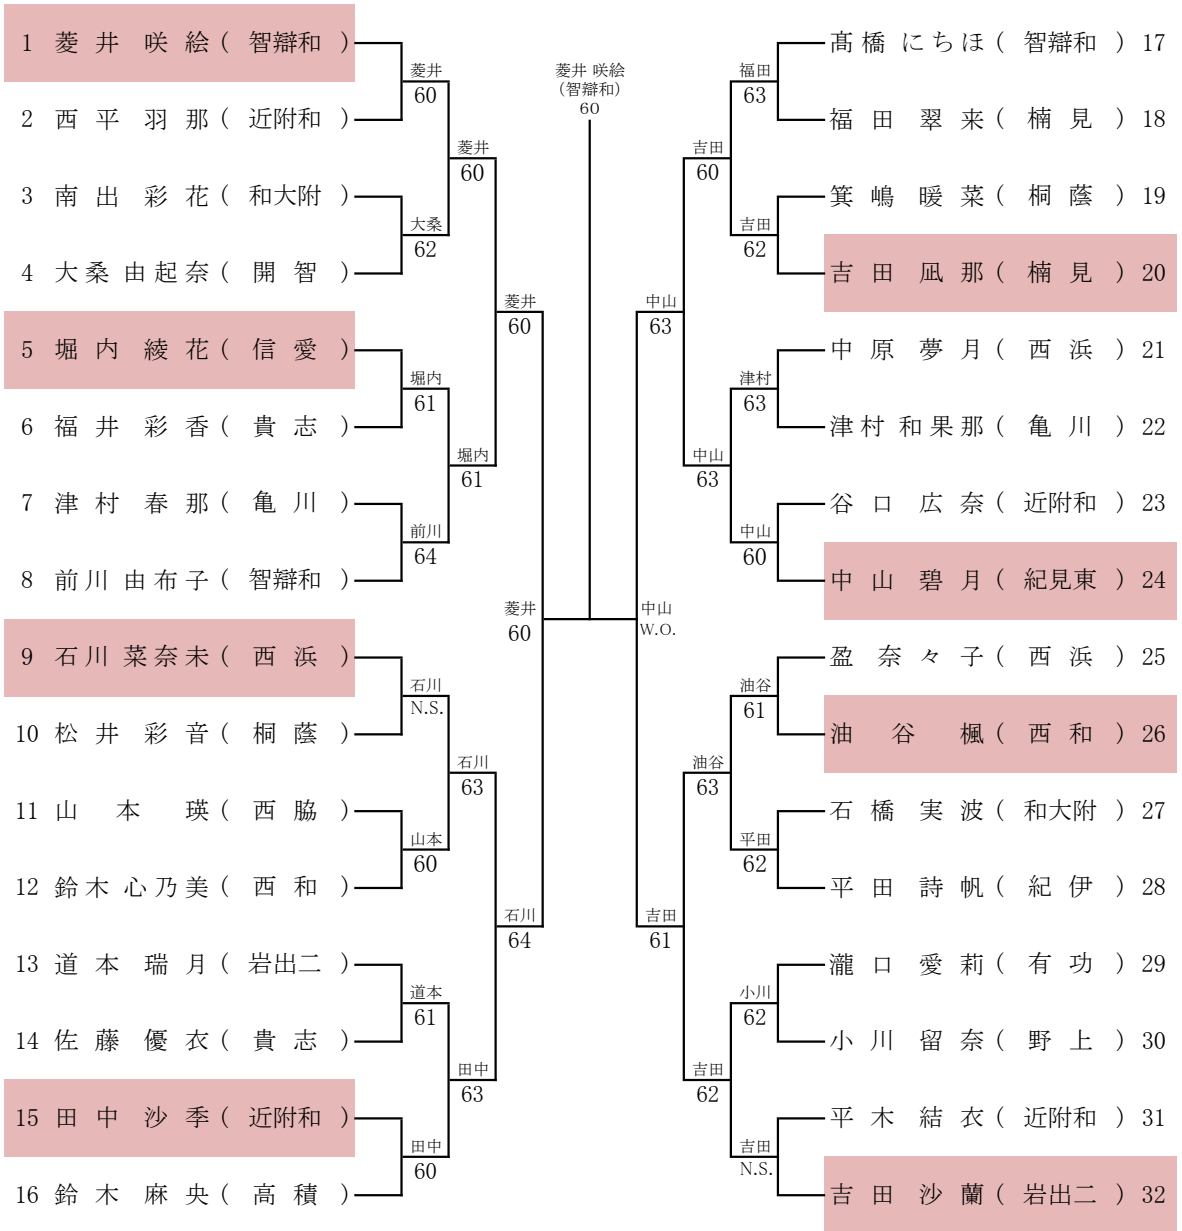 1 菱井咲絵 ( 智辯和 )
2 西平羽那 ( 近附和 )
3 南出彩花 ( 和大附 )
4 大桑由起奈 ( 開智 )
5 堀内綾花 ( 信愛 )
6 福井彩香 ( 貴志 )
7 津村春那 ( 亀川 )
8 前川由布子 ( 智辯和 )
9 石川菜奈未 ( 西浜 )
10 松井彩音 ( 桐蔭 )
11 山本瑛 ( 西脇 )
12 鈴木心乃美 ( 西和 )
13 道本瑞月 ( 岩出二 )
14 佐藤優衣 ( 貴志 )
15 田中沙季 ( 近附和 )
16 鈴木麻央 ( 高積 )
菱井
60
大桑
62
堀内
61
前川
64
石川
N.S.
山本
60
道本
61
田中
60
菱井
60
堀内
61
石川
63
田中
63
菱井
60
石川
64
菱井
60
菱井 咲絵
(智辯和)
60
中山
W.O.
中山
63
吉田
61
吉田
60
中山
63
油谷
63
吉田
62
福田
63
吉田
62
津村
63
中山
60
油谷
61
平田
62
小川
62
吉田
N.S.
髙橋にちほ ( 智辯和 ) 17
福田翠来 ( 楠見 ) 18
箕嶋暖菜 ( 桐蔭 ) 19
吉田凪那 ( 楠見 ) 20
中原夢月 ( 西浜 ) 21
津村和果那 ( 亀川 ) 22
谷口広奈 ( 近附和 ) 23
中山碧月 ( 紀見東 ) 24
盈奈々子 ( 西浜 ) 25
油谷楓 ( 西和 ) 26
石橋実波 ( 和大附 ) 27
平田詩帆 ( 紀伊 ) 28
瀧口愛莉 ( 有功 ) 29
小川留奈 ( 野上 ) 30
平木結衣 ( 近附和 ) 31
吉田沙蘭 ( 岩出二 ) 32